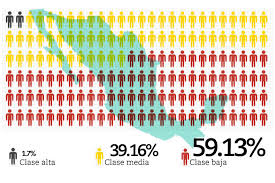 1.7%
Clase alta
39.16%
Clase media
59.13%
Clase baja